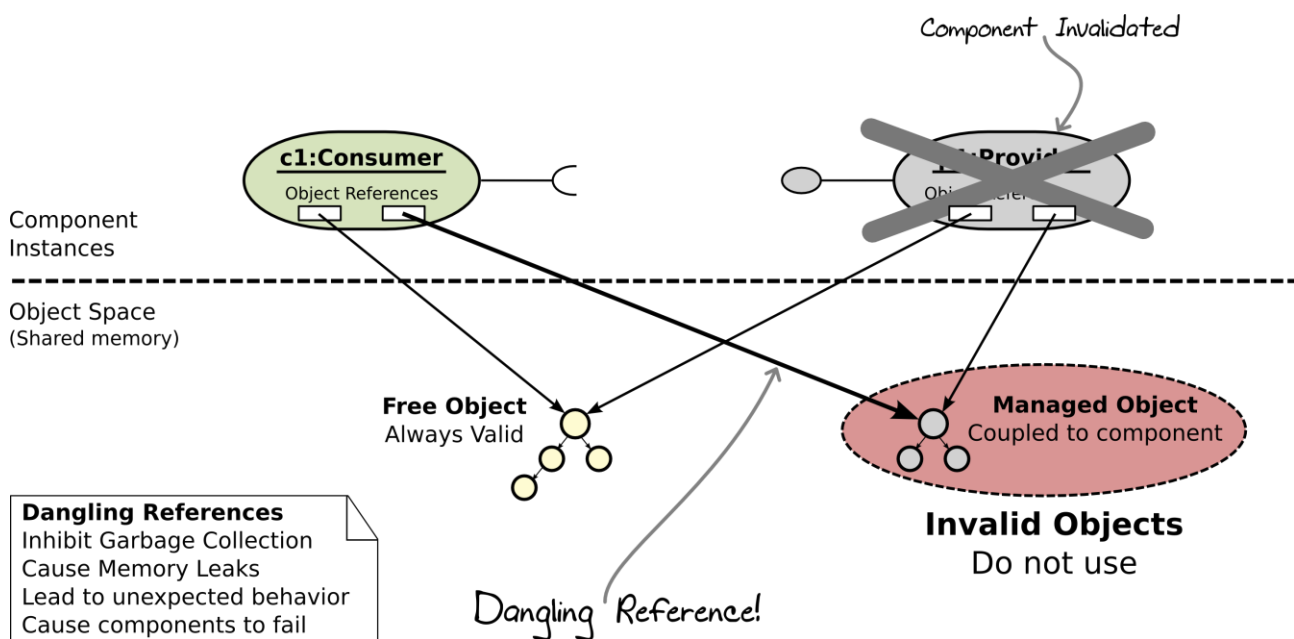 Component Invalidated
c1:Consumer
Object References
Component
Instances
Object Space
(Shared memory)
Free Object
Always Valid
Managed Object
Coupled to component
Invalid Objects
Do not use
Dangling References
Inhibit Garbage Collection
Cause Memory Leaks
Lead to unexpected behavior
Cause components to fail
Dangling Reference!